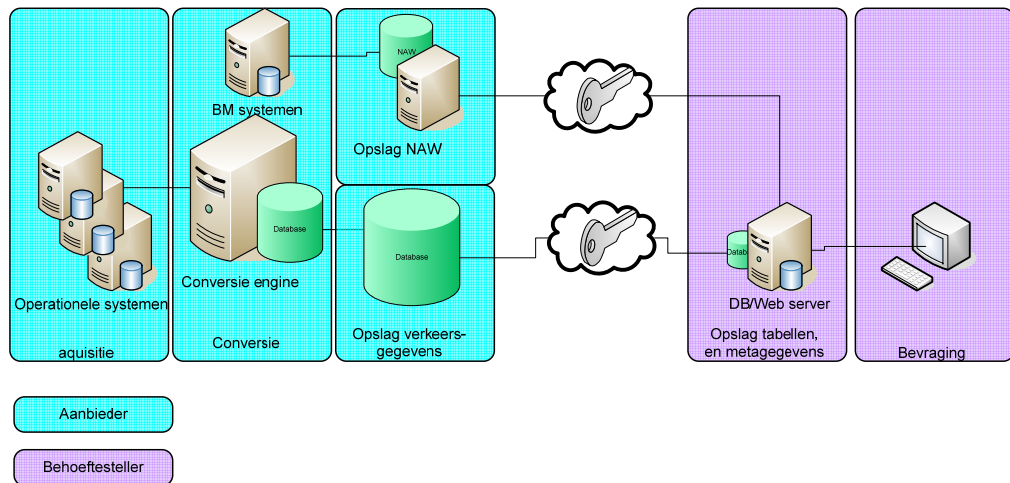 NAW
BM systemen
Opslag NAW
Database
Database
Database
Operationele systemen
Conversie engine
DB/Web server
aquisitie
Conversie
Opslag verkeers-
gegevens
Opslag tabellen,
en metagegevens
Bevraging
Aanbieder
Behoeftesteller